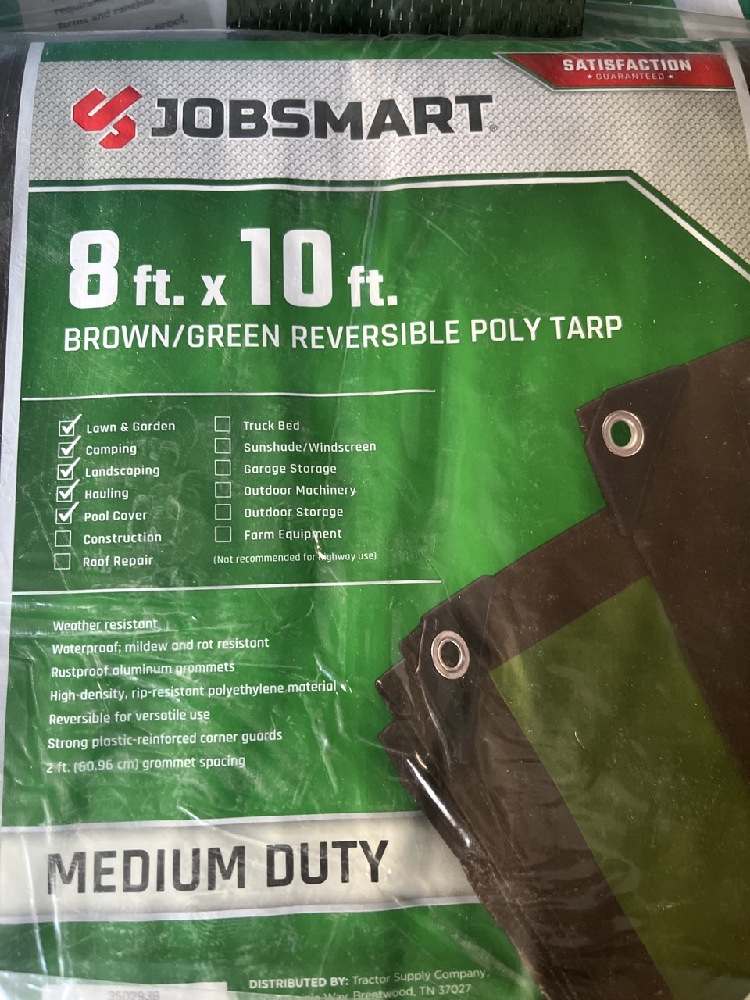 farms and ranches
SATISFACTION
GUARANTEED
JOBSMART
8 ft. x 10 ft.
BROWN/GREEN REVERSIBLE POLY TARP
Lawn & Garden
Camping
Landscaping
Hauling
Pool Cover
Construction
Roof Repair
Truck Bed
Sunshade/Windscreen
Garage Storage
Outdoor Machinery
Outdoor Storage
Farm Equipment
(Not recommended for highway use)
Weather resistant
Waterproof; mildew and rot resistant
Rustproof aluminum grommets
High-density, rip-resistant polyethylene material
Reversible for versatile use
Strong plastic-reinforced corner guards
2 ft. (60.96 cm) grommet spacing
MEDIUM DUTY
DISTRIBUTED BY: Tractor Supply Company
Way, Brentwood, TN 37027